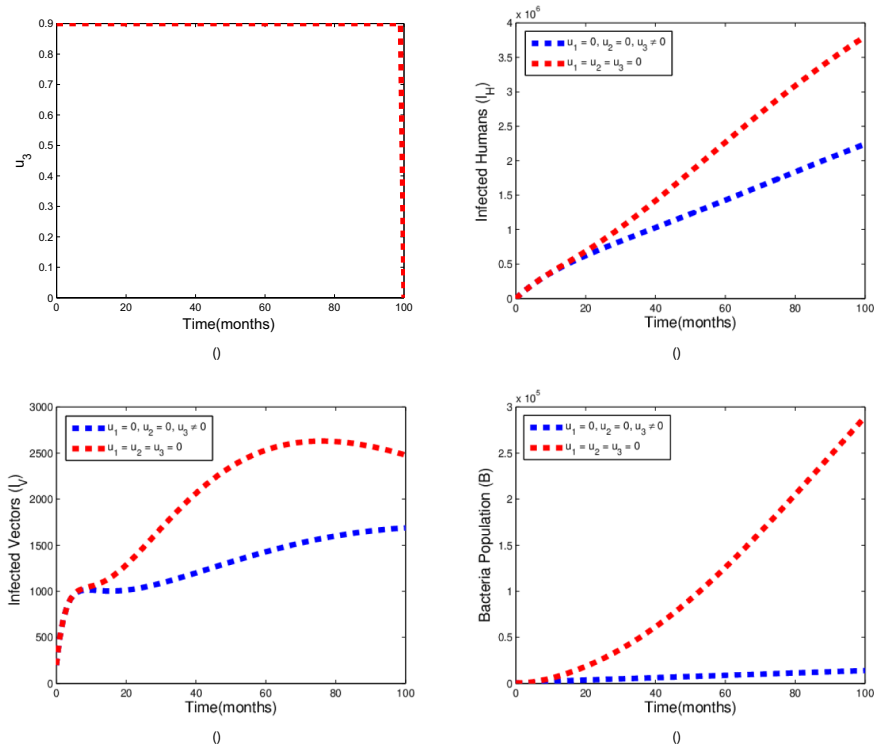 0.9
0.8
0.7
0.6
0.5
0.4
0.3
0.2
0.1
0
u3
0 20 40 60 80 100
Time(months)
()
x 10^6
4
3.5
3
2.5
2
1.5
1
0.5
0
Infected Humans (I_H)
u1 = 0, u2 = 0, u3 ≠ 0
u1 = u2 = u3 = 0
0 20 40 60 80 100
Time(months)
()
3000
2500
2000
1500
1000
500
0
Infected Vectors (I_V)
u1 = 0, u2 = 0, u3 ≠ 0
u1 = u2 = u3 = 0
0 20 40 60 80 100
Time(months)
()
x 10^5
3
2.5
2
1.5
1
0.5
0
Bacteria Population (B)
u1 = 0, u2 = 0, u3 ≠ 0
u1 = u2 = u3 = 0
0 20 40 60 80 100
Time(months)
()